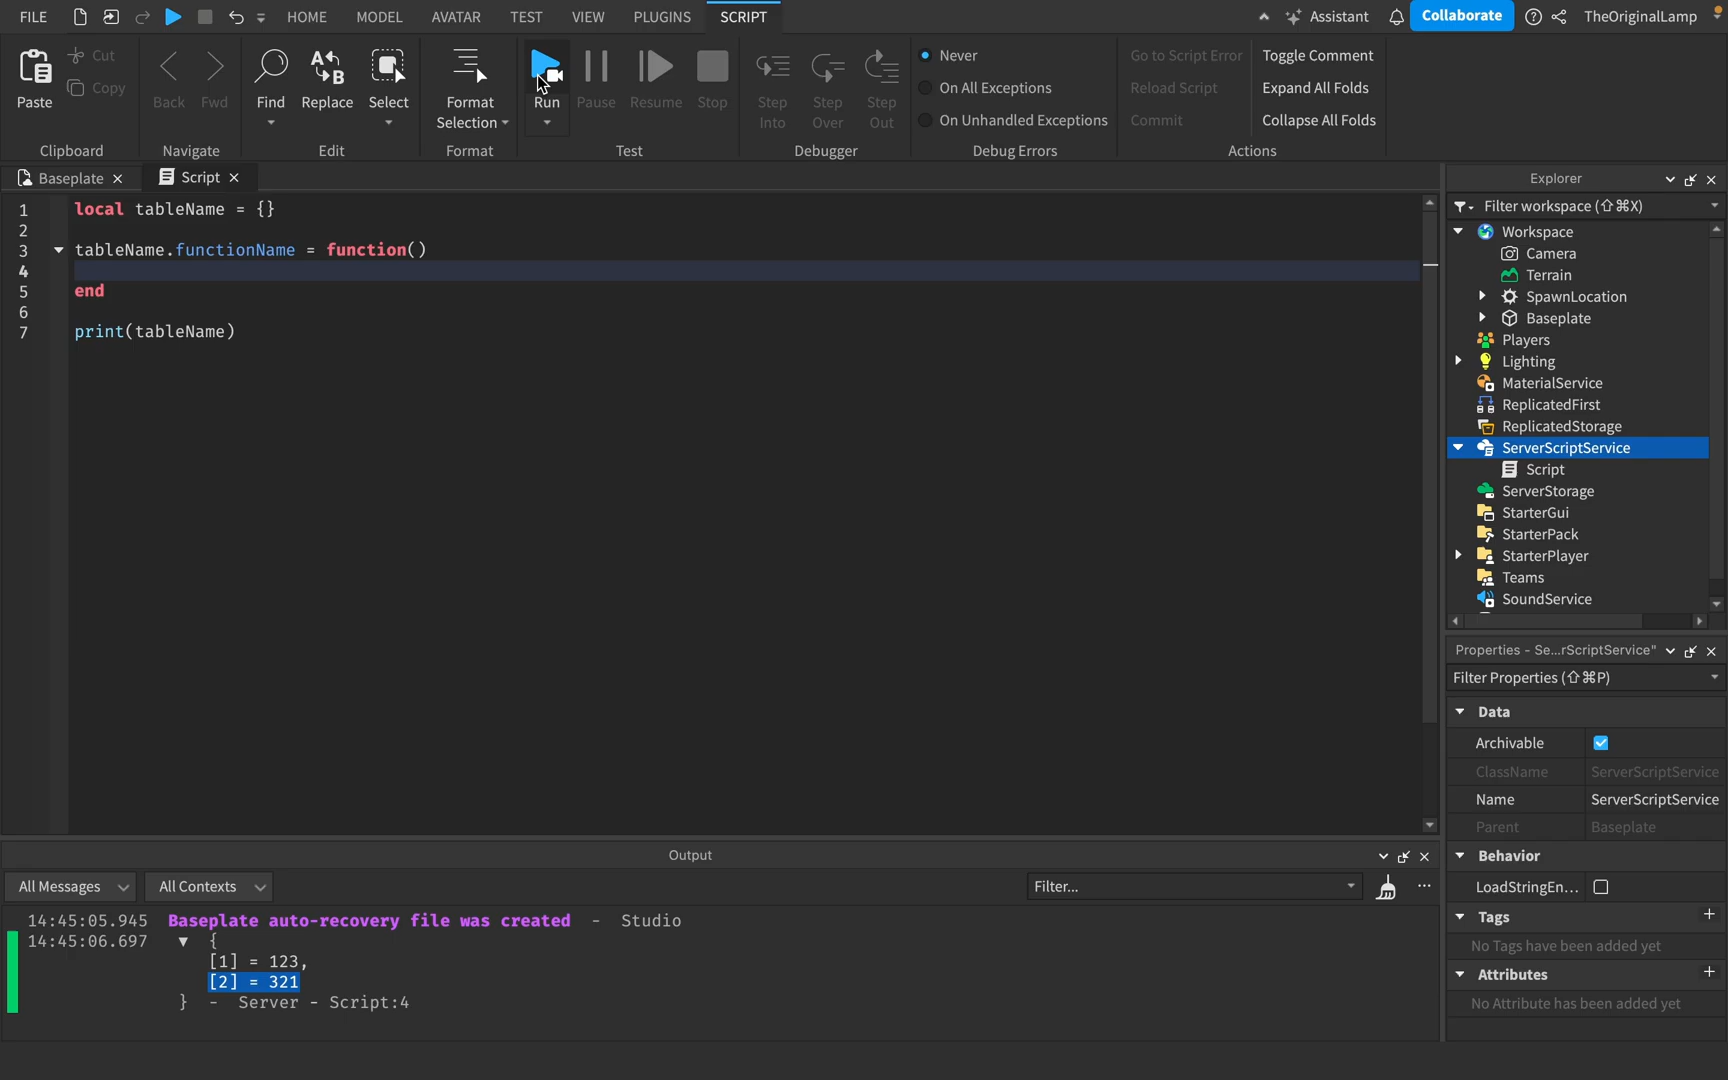 FILE HOME MODEL AVATAR TEST VIEW PLUGINS SCRIPT Assistant Collaborate TheOriginalLamp
Paste Cut Copy Back Fwd Find Replace Select Format Selection Run Pause Resume Stop Step Into Step Over Step Out
Never
On All Exceptions
On Unhandled Exceptions
Go to Script Error
Reload Script
Commit
Toggle Comment
Expand All Folds
Collapse All Folds
Clipboard Navigate Edit Format Test Debugger Debug Errors Actions
Baseplate Script
1 local tableName = {}
2
3 tableName.functionName = function()
4
5 end
6
7 print(tableName)
Explorer
Filter workspace (⇧⌘X)
Workspace
Camera
Terrain
SpawnLocation
Baseplate
Players
Lighting
MaterialService
ReplicatedFirst
ReplicatedStorage
ServerScriptService
Script
ServerStorage
StarterGui
StarterPack
StarterPlayer
Teams
SoundService
Properties - Se...rScriptService"
Filter Properties (⇧⌘P)
Data
Archivable
ClassName ServerScriptService
Name ServerScriptService
Parent Baseplate
Behavior
LoadStringEn...
Tags +
No Tags have been added yet
Attributes +
No Attribute has been added yet
Output
All Messages All Contexts Filter... ...
14:45:05.945 Baseplate auto-recovery file was created - Studio
14:45:06.697 ▼ {
[1] = 123,
[2] = 321
} - Server - Script:4